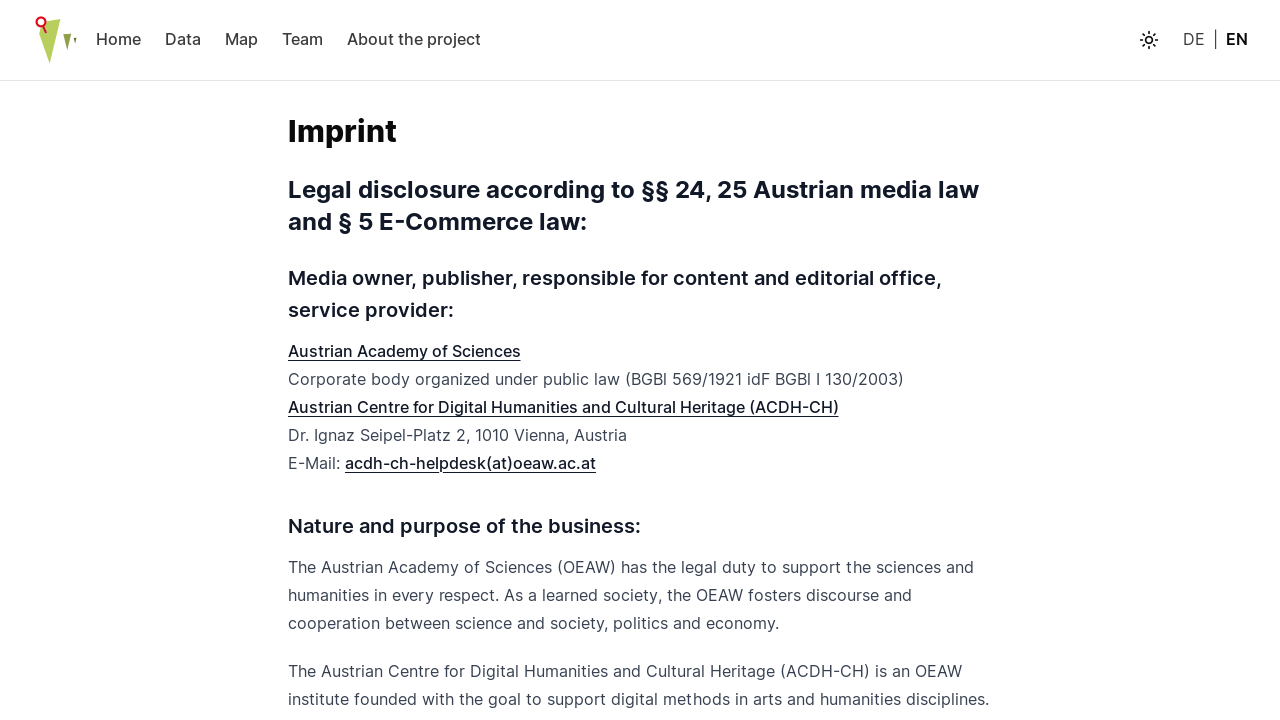 Home Data Map Team About the project DE | EN
Imprint
Legal disclosure according to §§ 24, 25 Austrian media law
and § 5 E-Commerce law:
Media owner, publisher, responsible for content and editorial office,
service provider:
Austrian Academy of Sciences
Corporate body organized under public law (BGBl 569/1921 idF BGBl I 130/2003)
Austrian Centre for Digital Humanities and Cultural Heritage (ACDH-CH)
Dr. Ignaz Seipel-Platz 2, 1010 Vienna, Austria
E-Mail: acdh-ch-helpdesk(at)oeaw.ac.at
Nature and purpose of the business:
The Austrian Academy of Sciences (OEAW) has the legal duty to support the sciences and
humanities in every respect. As a learned society, the OEAW fosters discourse and
cooperation between science and society, politics and economy.
The Austrian Centre for Digital Humanities and Cultural Heritage (ACDH-CH) is an OEAW
institute founded with the goal to support digital methods in arts and humanities disciplines.